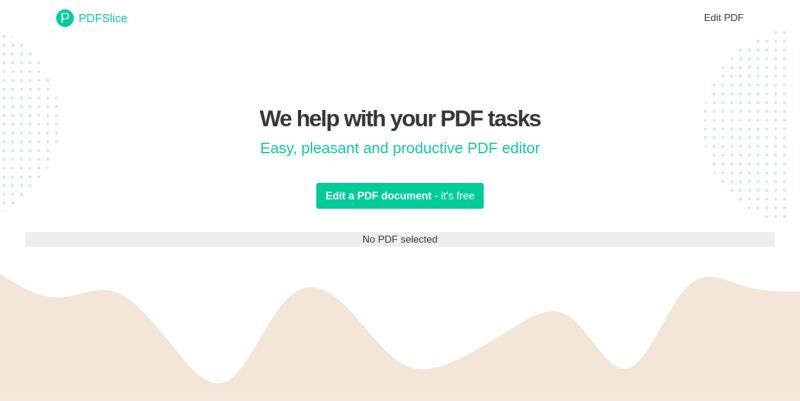 P PDFSlice
Edit PDF
We help with your PDF tasks
Easy, pleasant and productive PDF editor
Edit a PDF document - it's free
No PDF selected